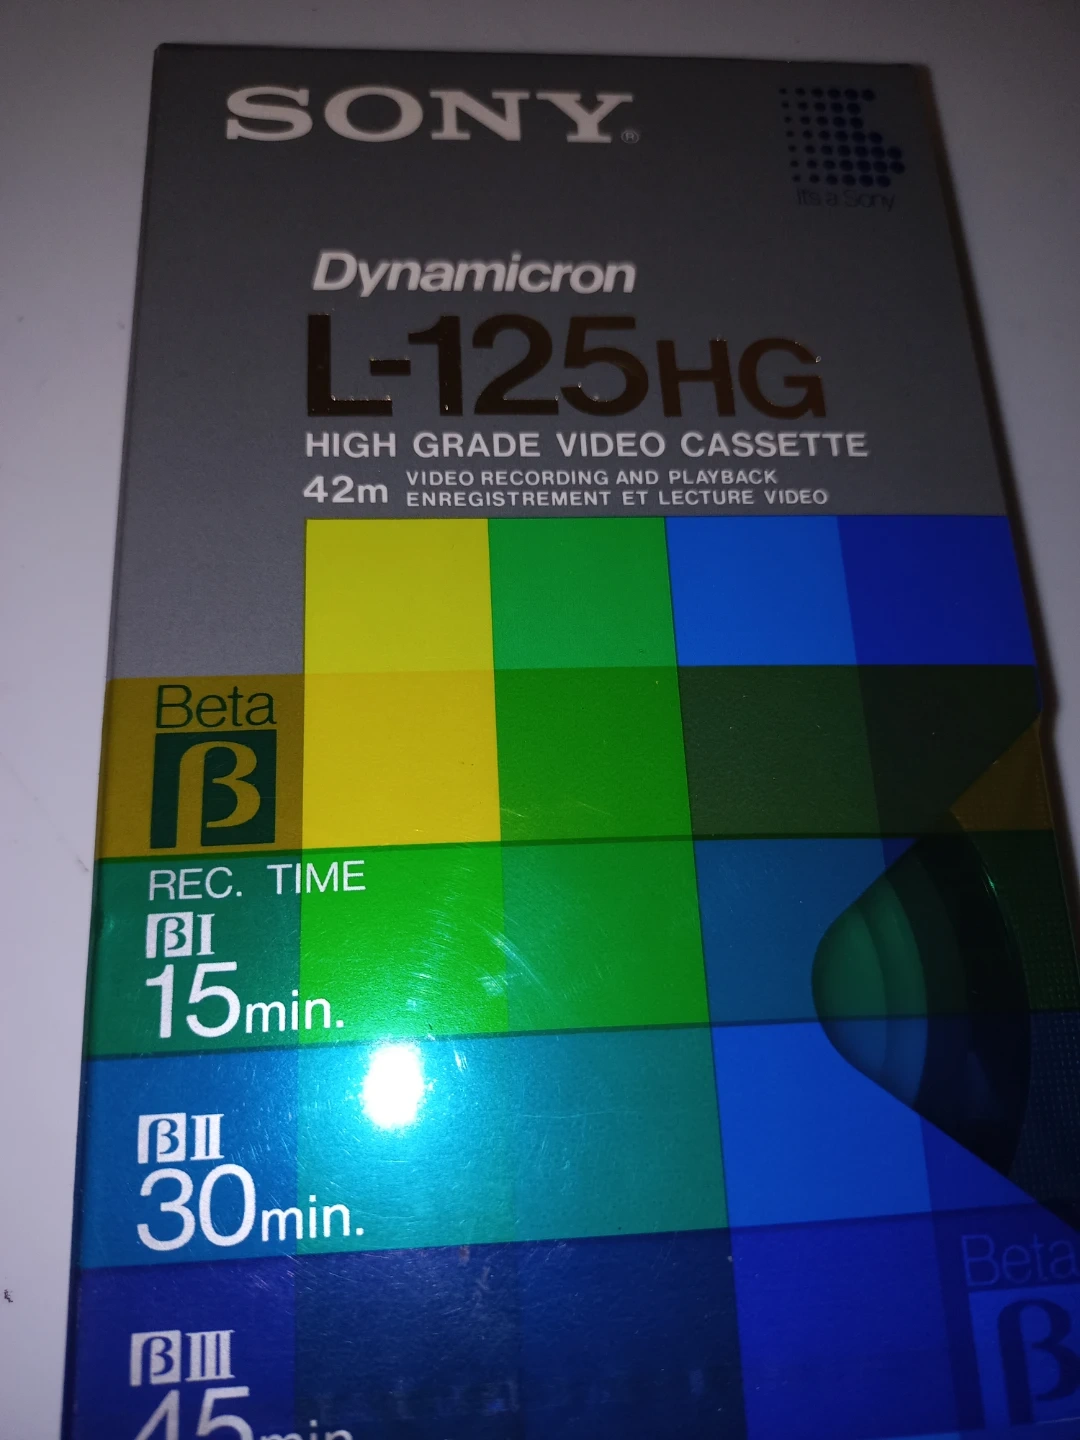 SONY®
It's a Sony
Dynamicron
L-125HG
HIGH GRADE VIDEO CASSETTE
42m VIDEO RECORDING AND PLAYBACK
ENREGISTREMENT ET LECTURE VIDEO
Beta
β
REC. TIME
βI
15min.
βII
30min.
Beta
β
βIII
45min